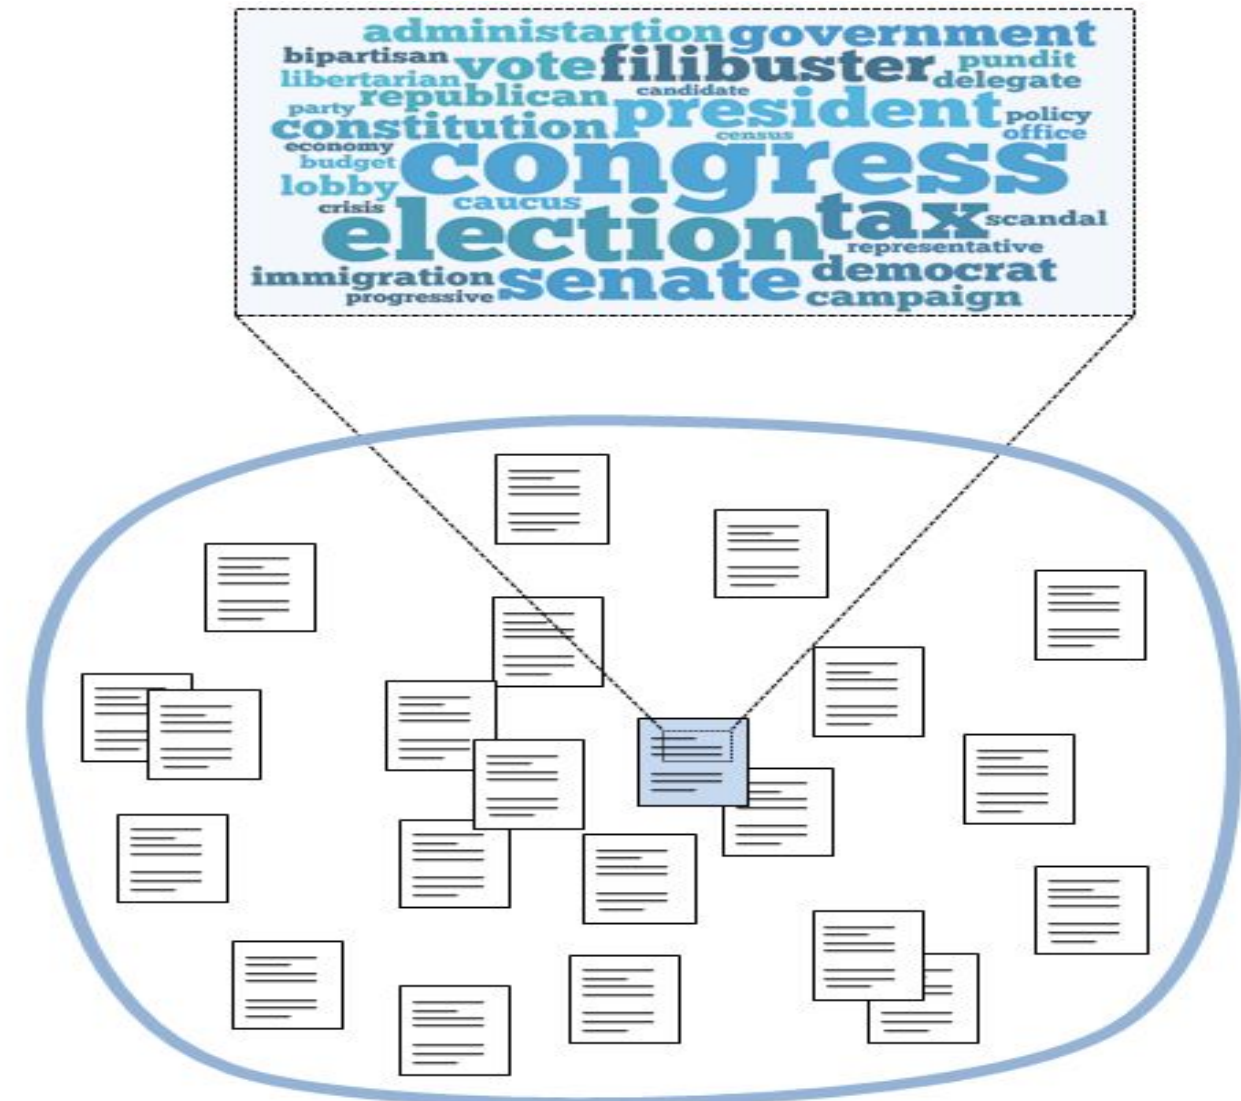 administartion government
bipartisan vote filibuster pundit
libertarian delegate
party republican candidate president policy
constitution census office
economy congress
budget
lobby
crisis caucus election tax scandal
representative
immigration senate democrat
progressive campaign